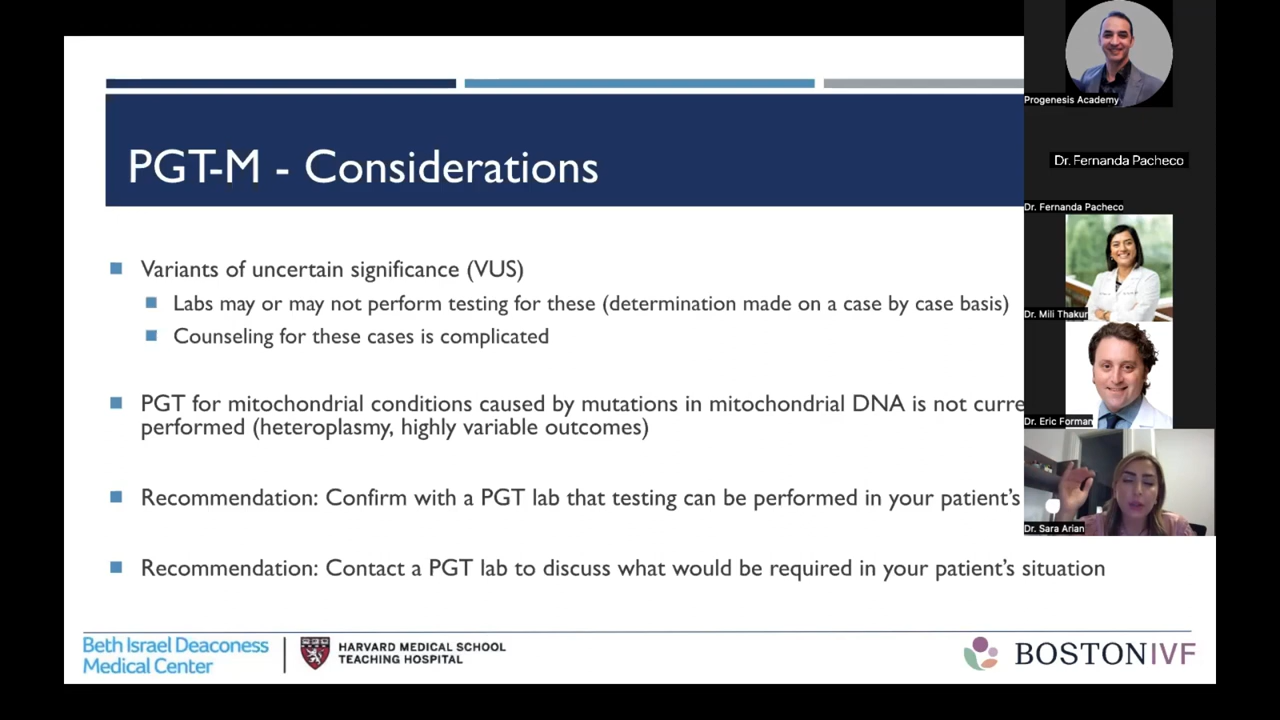 PGT-M - Considerations
Variants of uncertain significance (VUS)
Labs may or may not perform testing for these (determination made on a case by case basis)
Counseling for these cases is complicated
PGT for mitochondrial conditions caused by mutations in mitochondrial DNA is not curre
performed (heteroplasmy, highly variable outcomes)
Recommendation: Confirm with a PGT lab that testing can be performed in your patient's
Recommendation: Contact a PGT lab to discuss what would be required in your patient's situation
Beth Israel Deaconess
Medical Center
HARVARD MEDICAL SCHOOL
TEACHING HOSPITAL
BOSTONIVF
Progenesis Academy
Dr. Fernanda Pacheco
Dr. Fernanda Pacheco
Dr. Mili Thakur
Dr. Eric Forman
Dr. Sara Arian